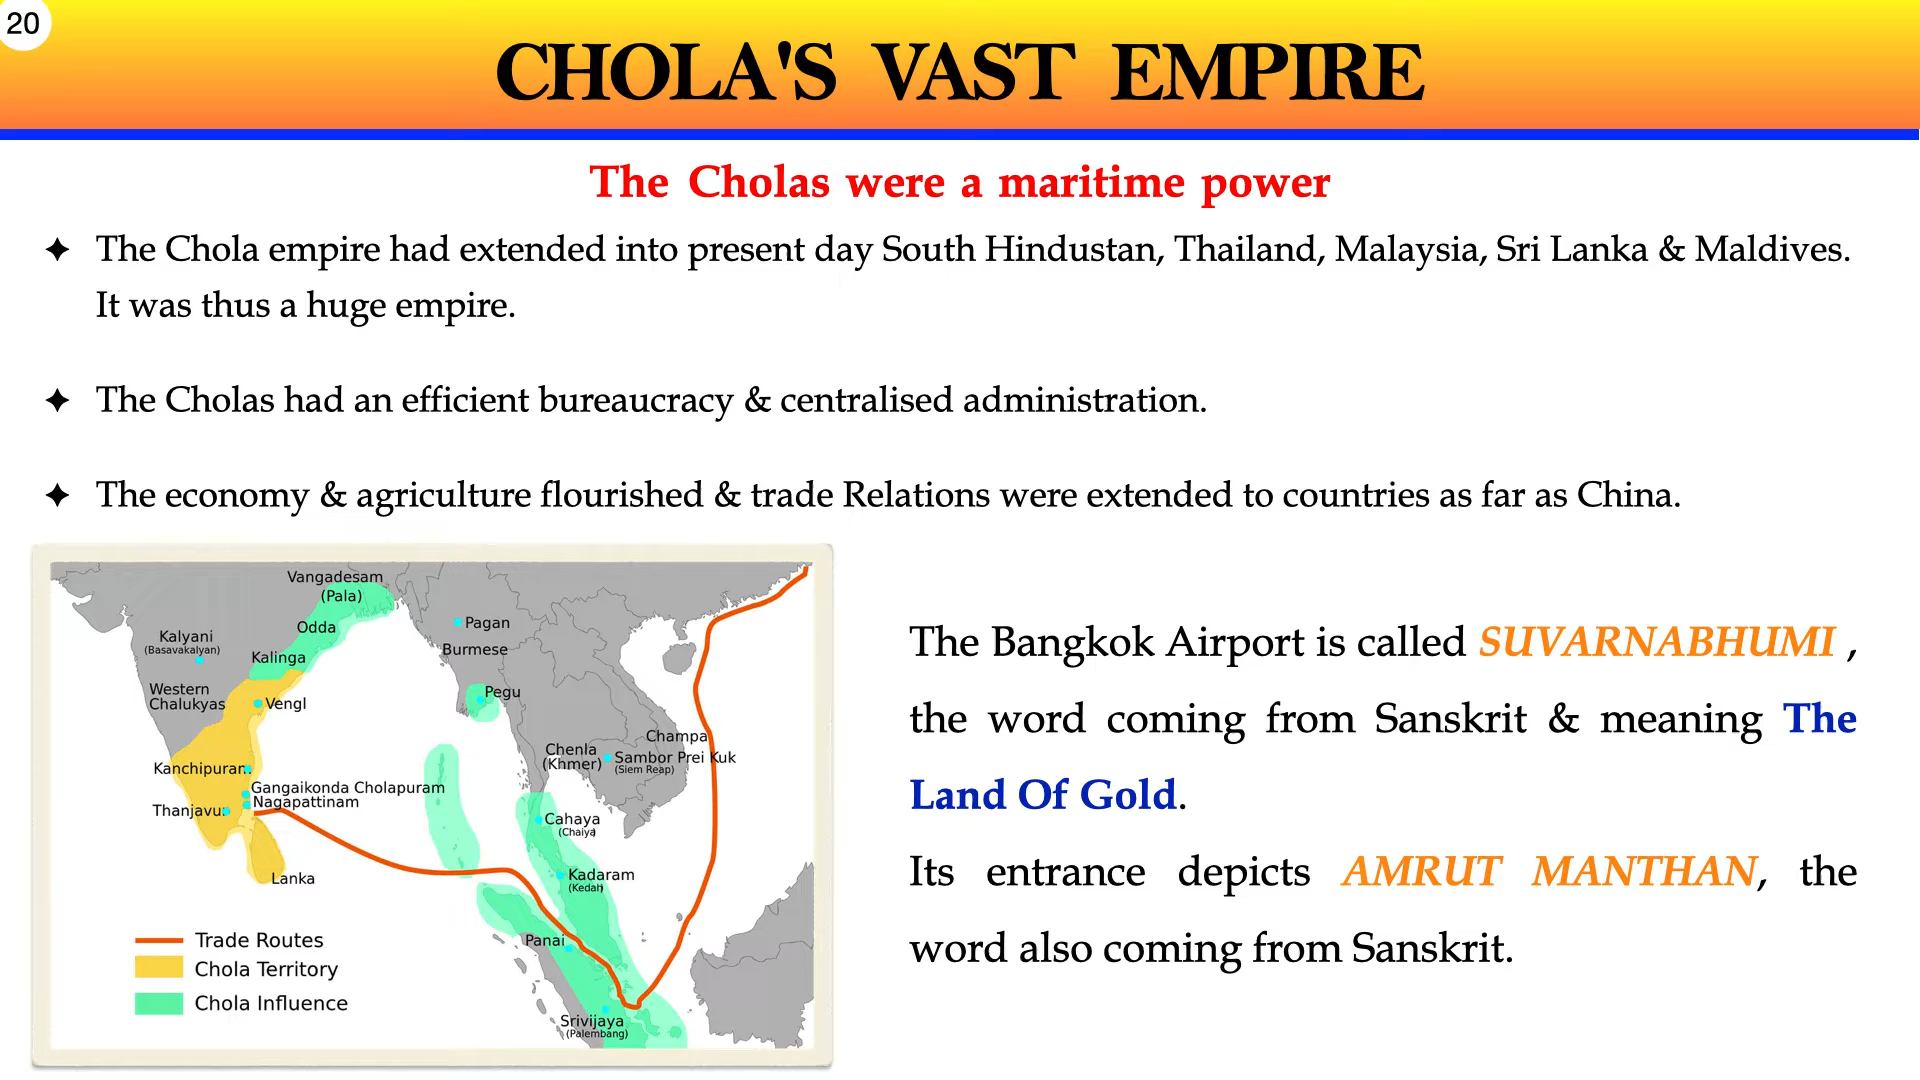 20
CHOLA'S VAST EMPIRE
The Cholas were a maritime power
✦ The Chola empire had extended into present day South Hindustan, Thailand, Malaysia, Sri Lanka & Maldives.
It was thus a huge empire.
✦ The Cholas had an efficient bureaucracy & centralised administration.
✦ The economy & agriculture flourished & trade Relations were extended to countries as far as China.
Vangadesam
(Pala)
Odda
Kalinga
Kalyani
(Basavakalyan)
Western
Chalukyas
Vengl
Kanchipuram
Gangaikonda Cholapuram
Nagapattinam
Thanjavur
Lanka
Pagan
Burmese
Pegu
Champa
Chenla
(Khmer)
Sambor Prei Kuk
(Siem Reap)
Cahaya
(Chaiya)
Kadaram
(Kedah)
Panai
Srivijaya
(Palembang)
Trade Routes
Chola Territory
Chola Influence
The Bangkok Airport is called SUVARNABHUMI ,
the word coming from Sanskrit & meaning The
Land Of Gold.
Its entrance depicts AMRUT MANTHAN, the
word also coming from Sanskrit.